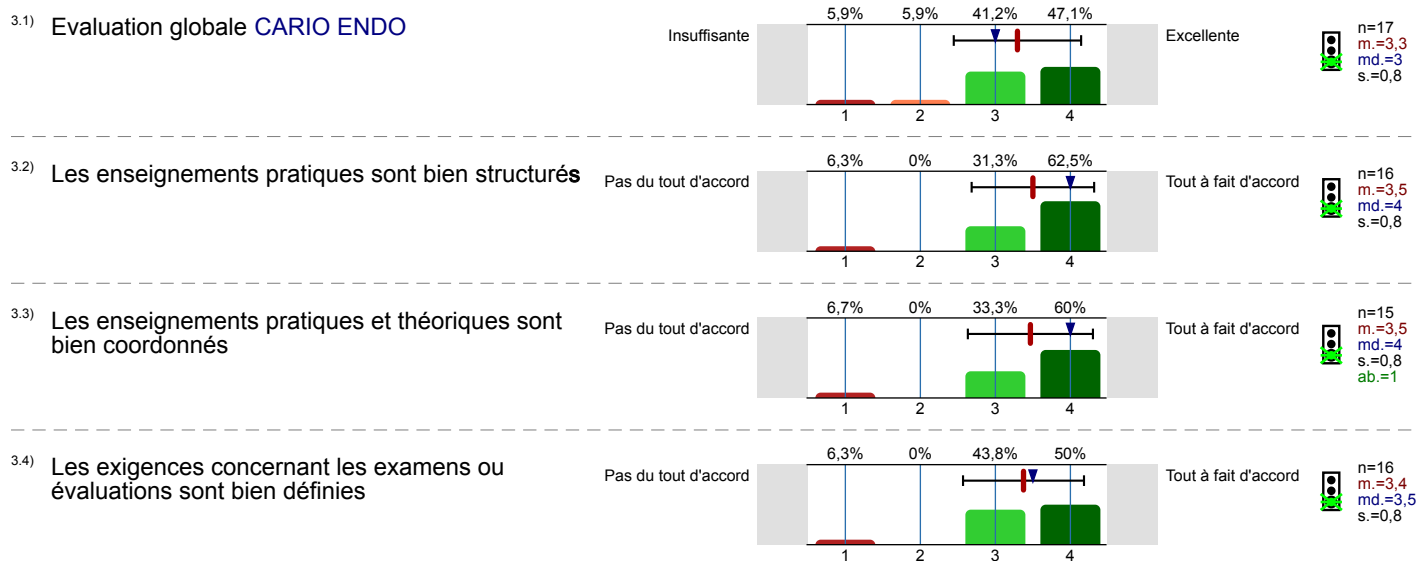 3.1) Evaluation globale CARIO ENDO
Insuffisante
5,9% 5,9% 41,2% 47,1%
1 2 3 4
Excellente
n=17
m.=3,3
md.=3
s.=0,8
3.2) Les enseignements pratiques sont bien structurés
Pas du tout d'accord
6,3% 0% 31,3% 62,5%
1 2 3 4
Tout à fait d'accord
n=16
m.=3,5
md.=4
s.=0,8
3.3) Les enseignements pratiques et théoriques sont
bien coordonnés
Pas du tout d'accord
6,7% 0% 33,3% 60%
1 2 3 4
Tout à fait d'accord
n=15
m.=3,5
md.=4
s.=0,8
ab.=1
3.4) Les exigences concernant les examens ou
évaluations sont bien définies
Pas du tout d'accord
6,3% 0% 43,8% 50%
1 2 3 4
Tout à fait d'accord
n=16
m.=3,4
md.=3,5
s.=0,8